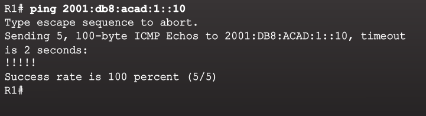 R1# ping 2001:db8:acad:1::10
Type escape sequence to abort.
Sending 5, 100-byte ICMP Echos to 2001:DB8:ACAD:1::10, timeout
is 2 seconds:
!!!!!
Success rate is 100 percent (5/5)
R1#